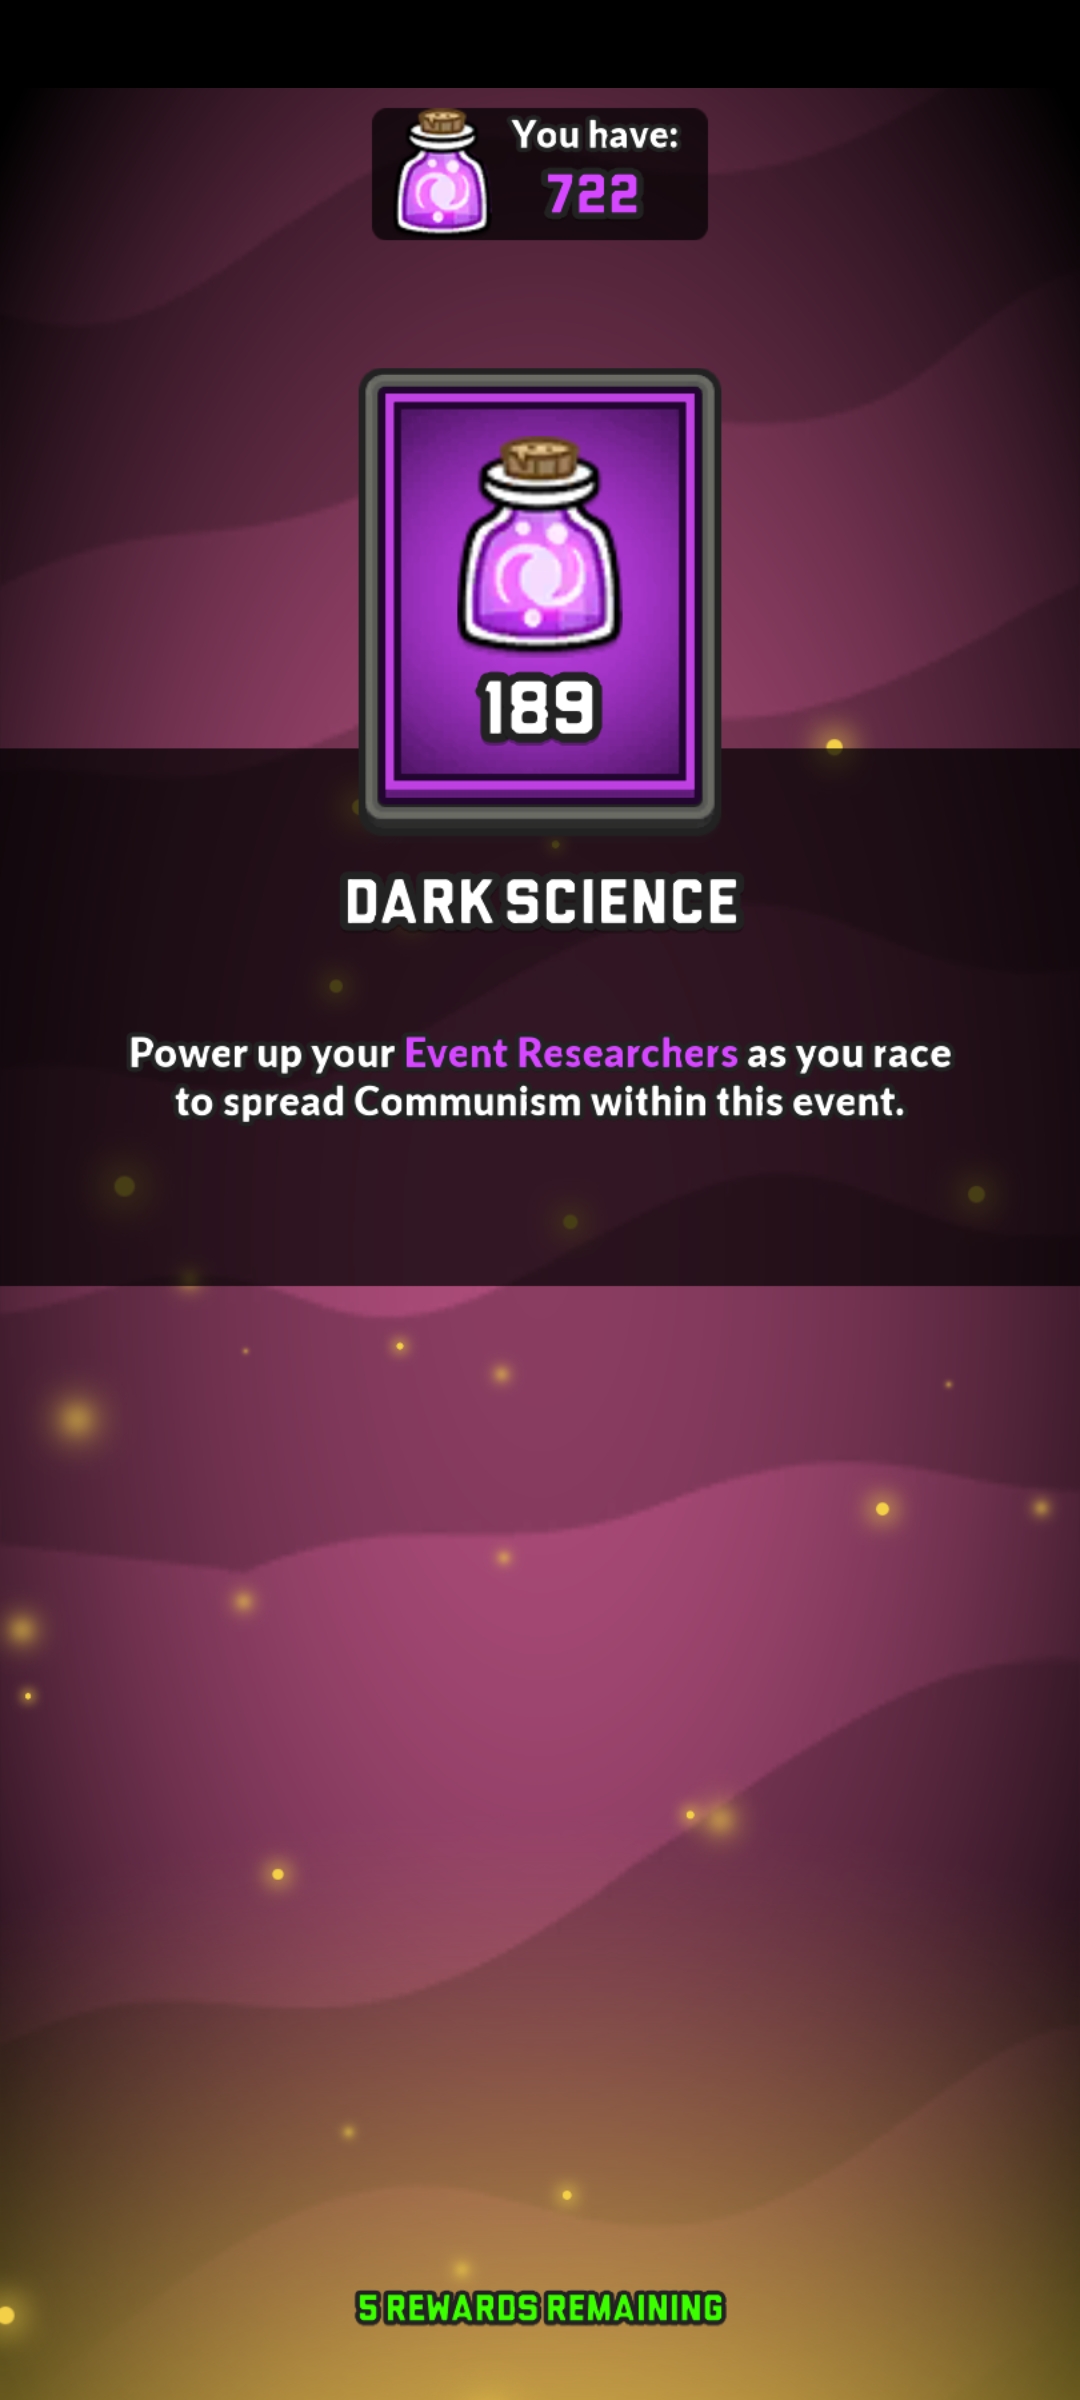 You have:
722
189
DARK SCIENCE
Power up your Event Researchers as you race
to spread Communism within this event.
5 REWARDS REMAINING